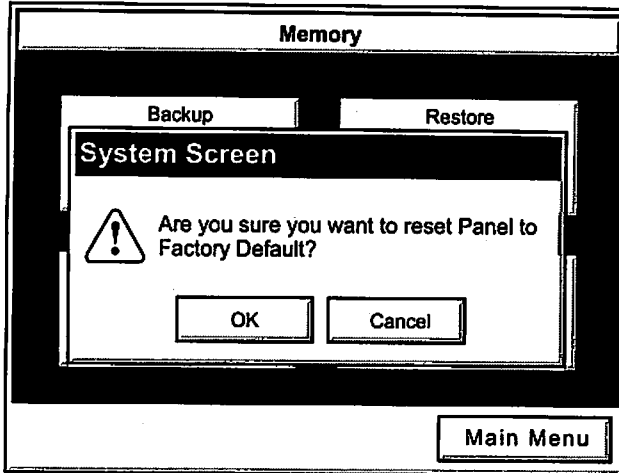 Memory
Backup
Restore
System Screen
Are you sure you want to reset Panel to
Factory Default?
OK
Cancel
Main Menu